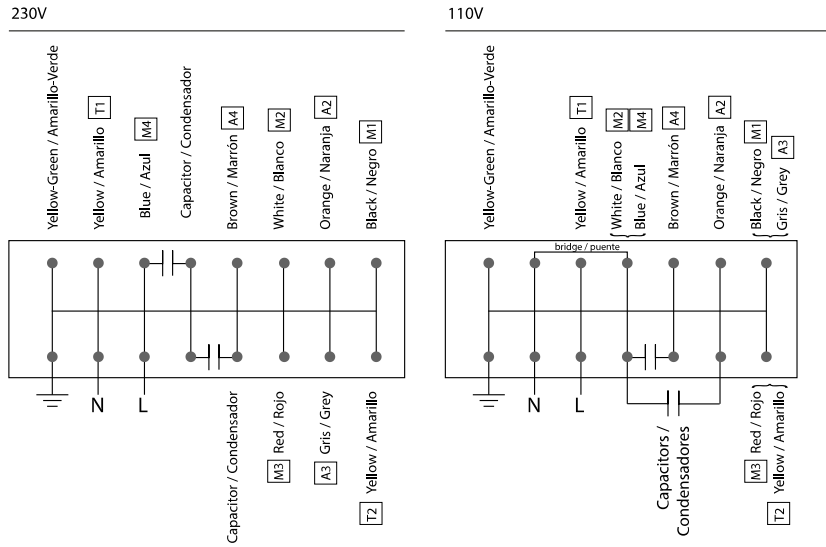 230V
Yellow-Green / Amarillo-Verde
Yellow / Amarillo T1
Blue / Azul M4
Capacitor / Condensador
Brown / Marrón A4
White / Blanco M2
Orange / Naranja A2
Black / Negro M1
N
L
Capacitor / Condensador
M3 Red / Rojo
A3 Gris / Grey
T2 Yellow / Amarillo
110V
Yellow-Green / Amarillo-Verde
Yellow / Amarillo T1
White / Blanco M2
Blue / Azul M4
Brown / Marrón A4
Orange / Naranja A2
Black / Negro M1
Gris / Grey A3
bridge / puente
N
L
Capacitors /
Condensadores
M3 Red / Rojo
T2 Yellow / Amarillo